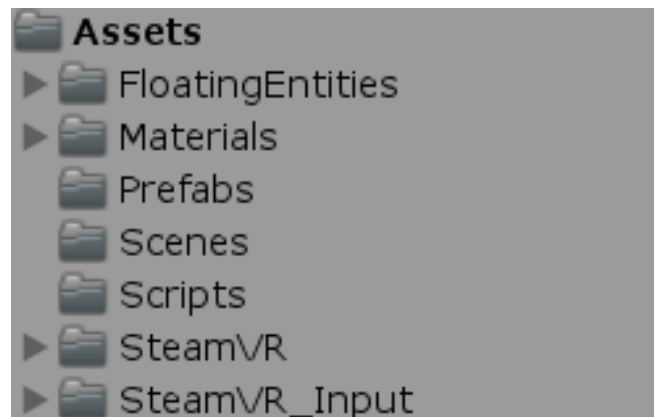 Assets
FloatingEntities
Materials
Prefabs
Scenes
Scripts
SteamVR
SteamVR_Input